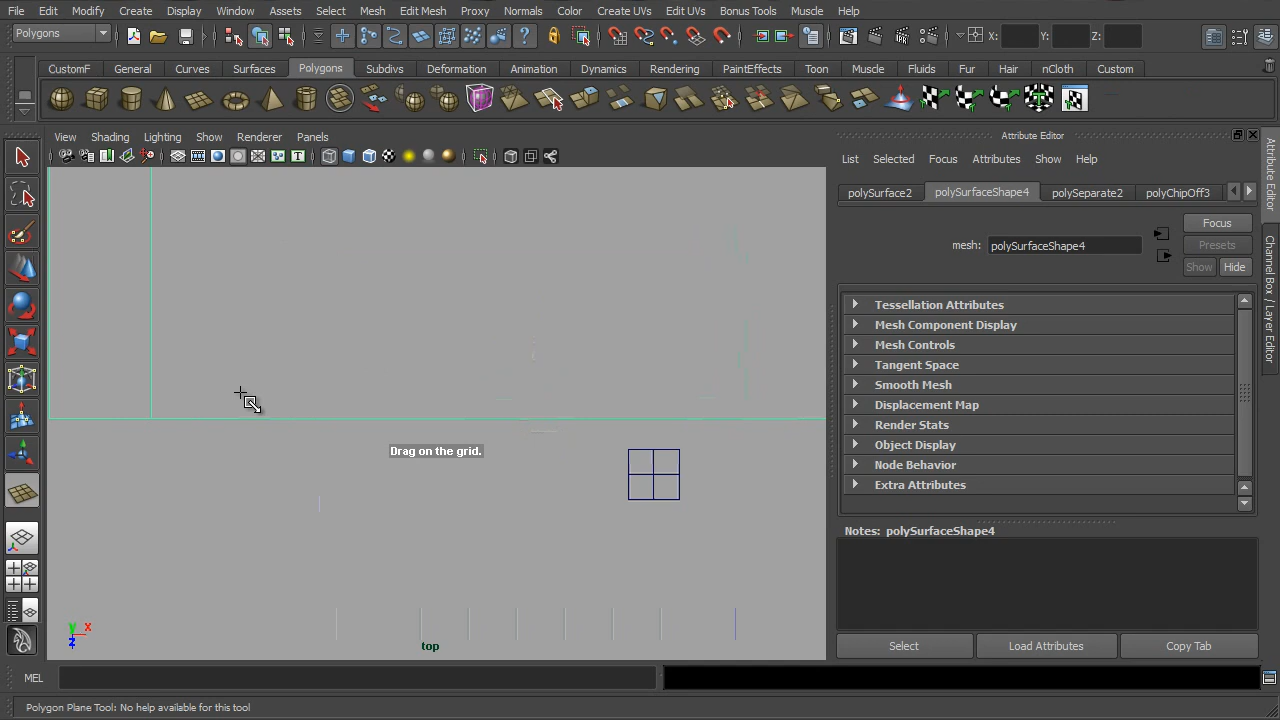 File Edit Modify Create Display Window Assets Select Mesh Edit Mesh Proxy Normals Color Create UVs Edit UVs Bonus Tools Muscle Help
Polygons
X:
Y:
Z:
CustomF General Curves Surfaces Polygons Subdivs Deformation Animation Dynamics Rendering PaintEffects Toon Muscle Fluids Fur Hair nCloth Custom
View Shading Lighting Show Renderer Panels
Attribute Editor
List Selected Focus Attributes Show Help
polySurface2 polySurfaceShape4 polySeparate2 polyChipOff3
Focus
mesh: polySurfaceShape4
Presets
Show Hide
Tessellation Attributes
Mesh Component Display
Mesh Controls
Tangent Space
Smooth Mesh
Displacement Map
Render Stats
Object Display
Node Behavior
Extra Attributes
Notes: polySurfaceShape4
Select Load Attributes Copy Tab
Attribute Editor
Channel Box / Layer Editor
Drag on the grid.
y x
z
top
MEL
Polygon Plane Tool: No help available for this tool